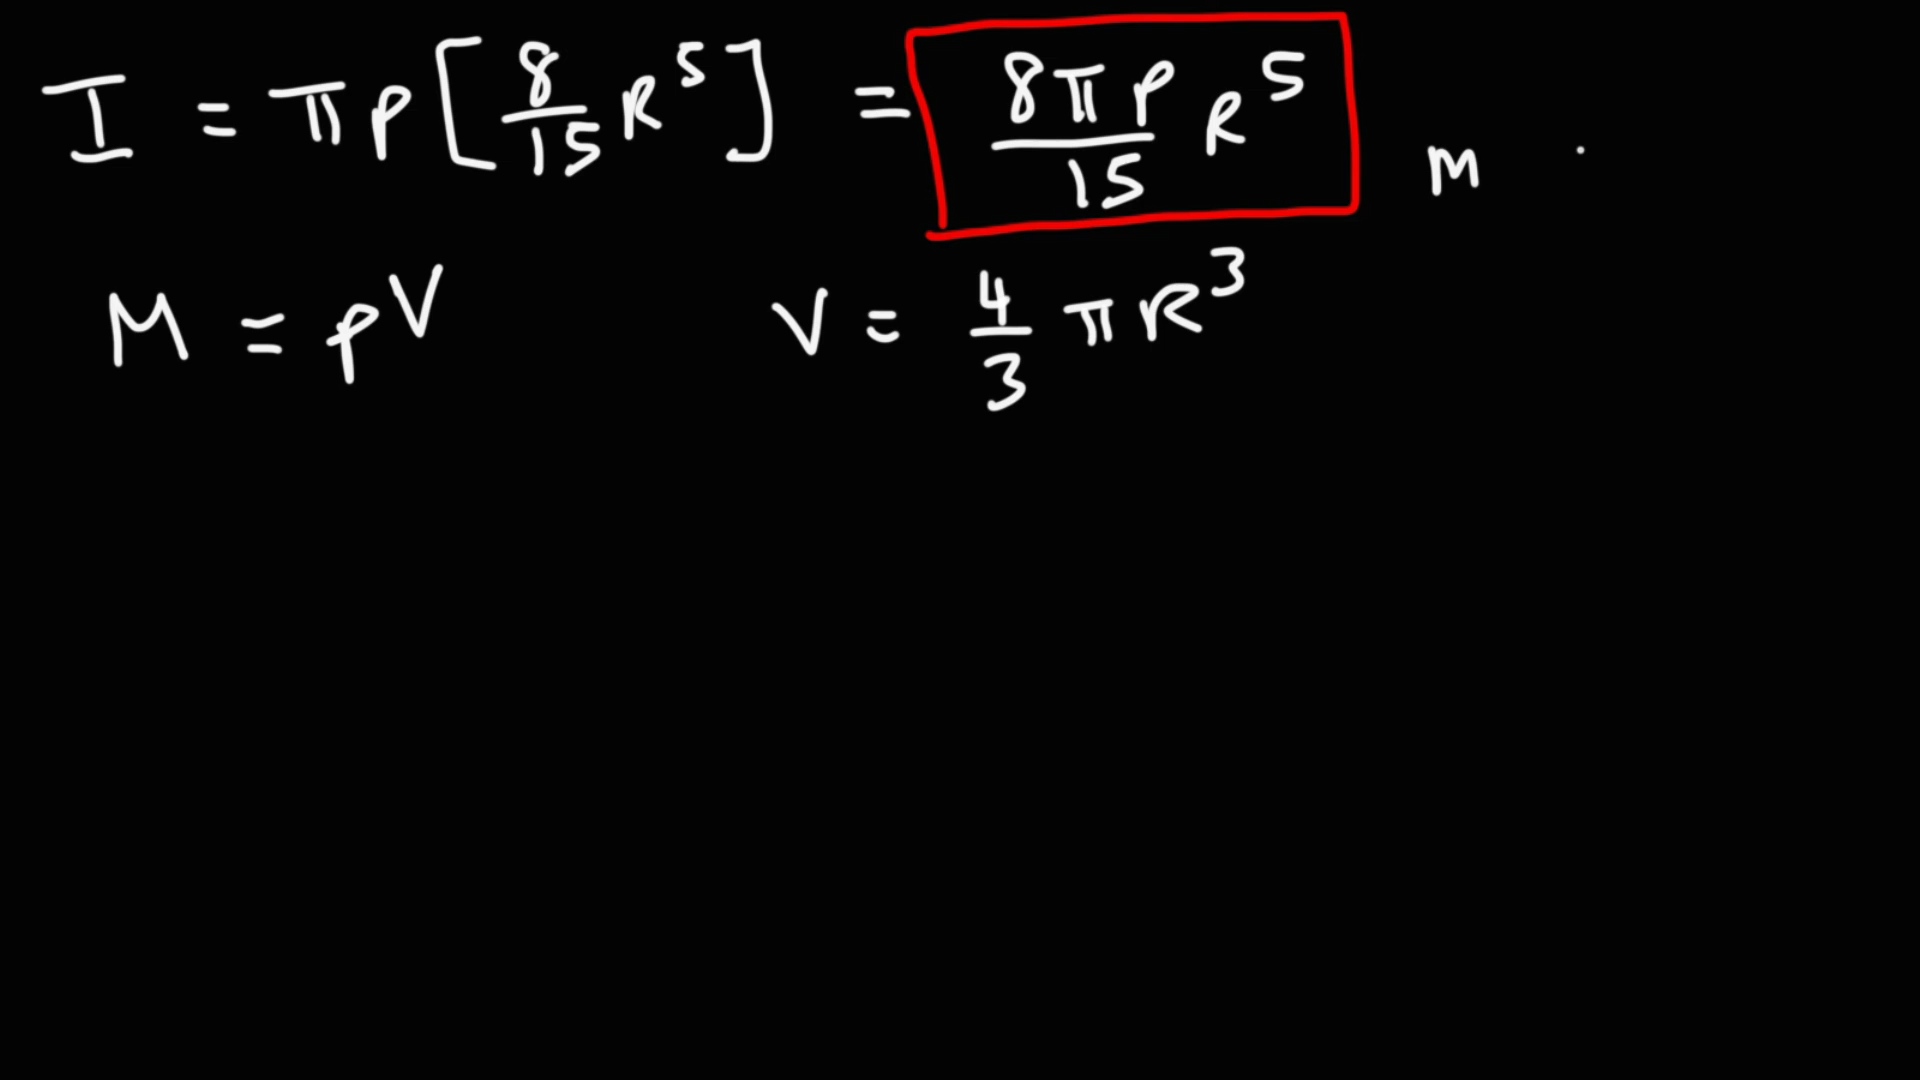 I = πρ[8/15 R⁵] = 8πρ/15 R⁵ M
M = ρV V = 4/3 πR³